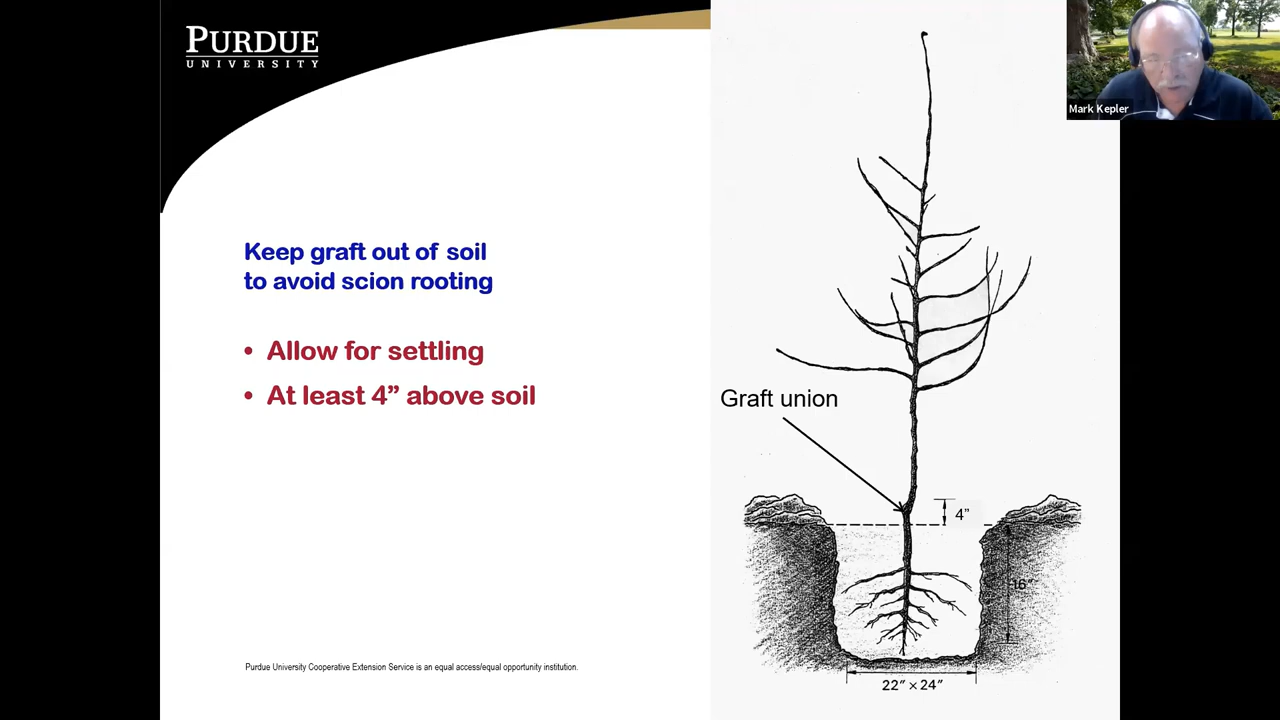 PURDUE
UNIVERSITY
Mark Kepler
Keep graft out of soil
to avoid scion rooting
• Allow for settling
• At least 4” above soil
Graft union
4”
16”
22” × 24”
Purdue University Cooperative Extension Service is an equal access/equal opportunity institution.